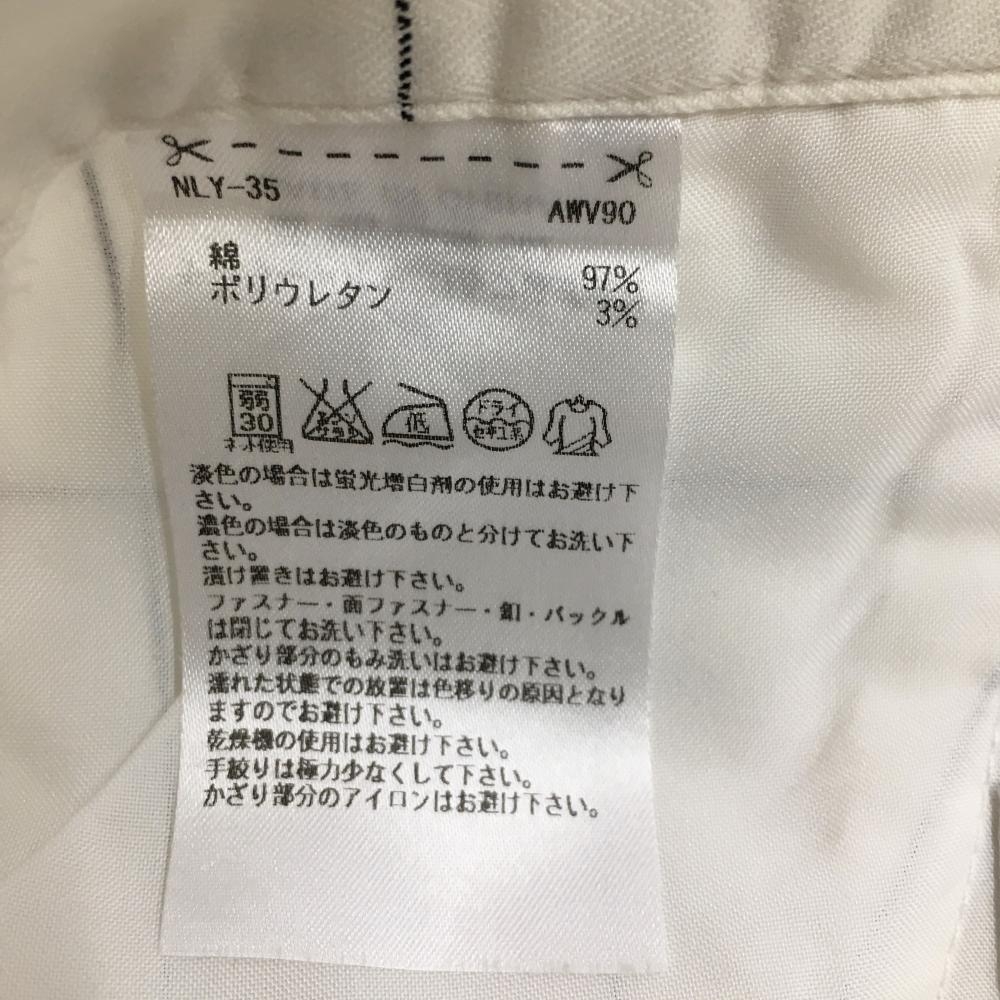 NLY-35
AWV90
綿 97%
ポリウレタン 3%
弱
30
ネット使用
エンソ
サラシ
低
ドライ
セキユ系
淡色の場合は蛍光増白剤の使用はお避け下
さい。
濃色の場合は淡色のものと分けてお洗い下
さい。
漬け置きはお避け下さい。
ファスナー・面ファスナー・釦・バックル
は閉じてお洗い下さい。
かざり部分のもみ洗いはお避け下さい。
濡れた状態での放置は色移りの原因となり
ますのでお避け下さい。
乾燥機の使用はお避け下さい。
手絞りは極力少なくして下さい。
かざり部分のアイロンはお避け下さい。